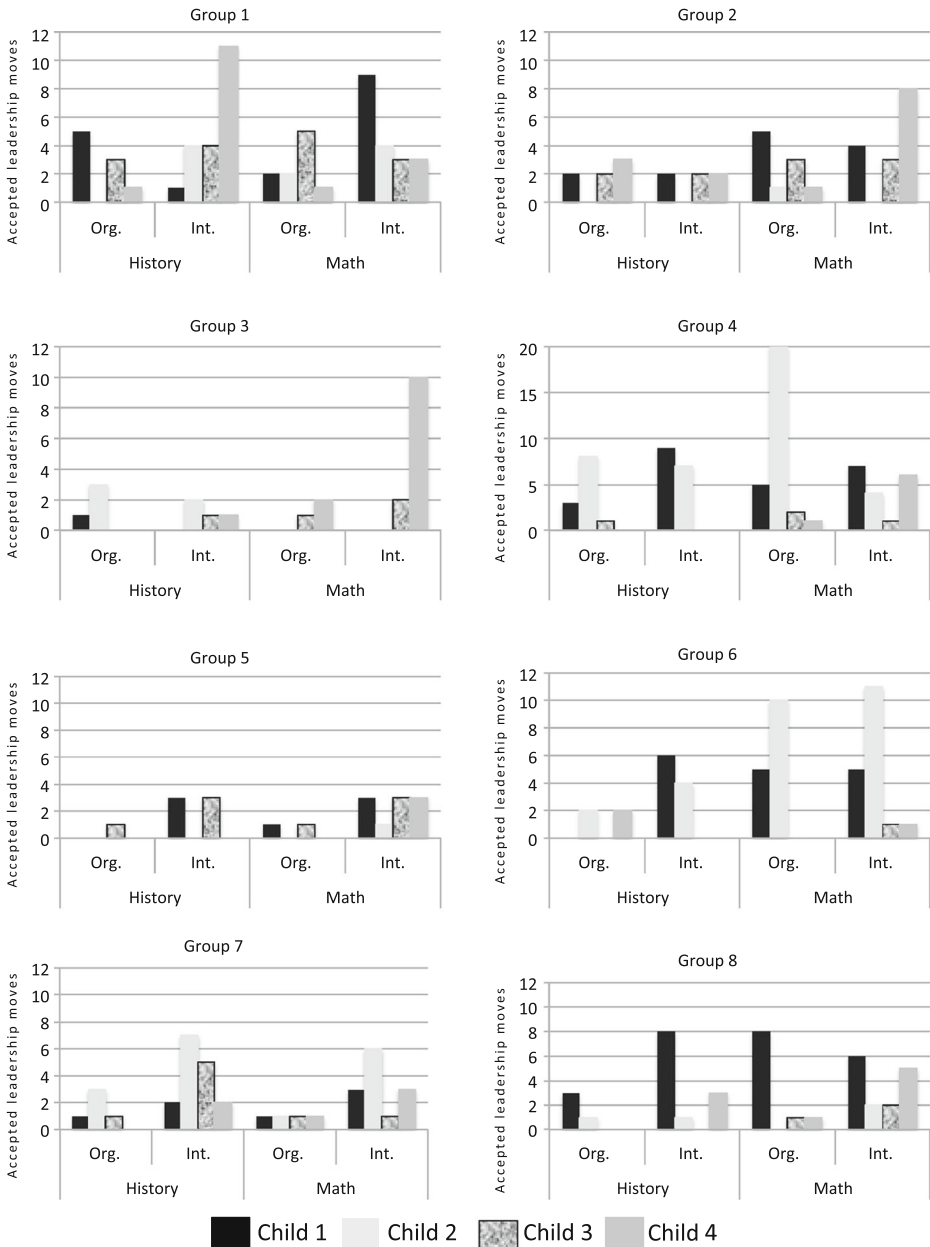 Group 1
Accepted leadership moves
12
10
8
6
4
2
0
Org.
Int.
Org.
Int.
History
Math
Group 2
Accepted leadership moves
12
10
8
6
4
2
0
Org.
Int.
Org.
Int.
History
Math
Group 3
Accepted leadership moves
12
10
8
6
4
2
0
Org.
Int.
Org.
Int.
History
Math
Group 4
Accepted leadership moves
20
15
10
5
0
Org.
Int.
Org.
Int.
History
Math
Group 5
Accepted leadership moves
12
10
8
6
4
2
0
Org.
Int.
Org.
Int.
History
Math
Group 6
Accepted leadership moves
12
10
8
6
4
2
0
Org.
Int.
Org.
Int.
History
Math
Group 7
Accepted leadership moves
12
10
8
6
4
2
0
Org.
Int.
Org.
Int.
History
Math
Group 8
Accepted leadership moves
12
10
8
6
4
2
0
Org.
Int.
Org.
Int.
History
Math
Child 1 Child 2 Child 3 Child 4